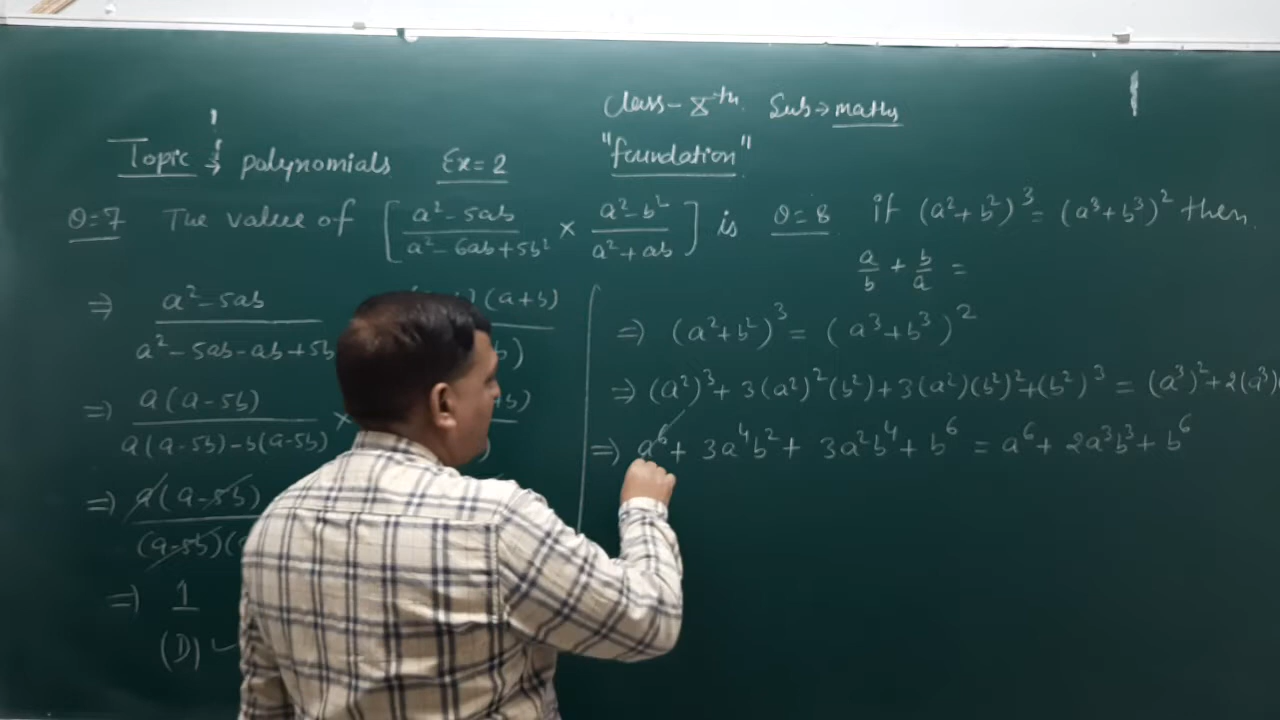 Class - 8th. Sub → maths
Topic → polynomials Ex = 2 "foundation"
Q=7 The value of [(a² - 5ab)/(a² - 6ab + 5b²) × (a² - b²)/(a² + ab)] is
⇒ (a² - 5ab)/(a² - 5ab - ab + 5b (a+b)
⇒ a(a - 5b)/(a(a-5b) - b(a-5b)) ×
⇒ a(a - 5b)/(a-5b)(
⇒ 1
(D) ✓
Q=8 if (a² + b²)³ = (a³ + b³)² then
a/b + b/a =
⇒ (a² + b²)³ = (a³ + b³)²
⇒ (a²)³ + 3(a²)²(b²) + 3(a²)(b²)² + (b²)³ = (a³)² + 2(a³)
⇒ a⁶ + 3a⁴b² + 3a²b⁴ + b⁶ = a⁶ + 2a³b³ + b⁶